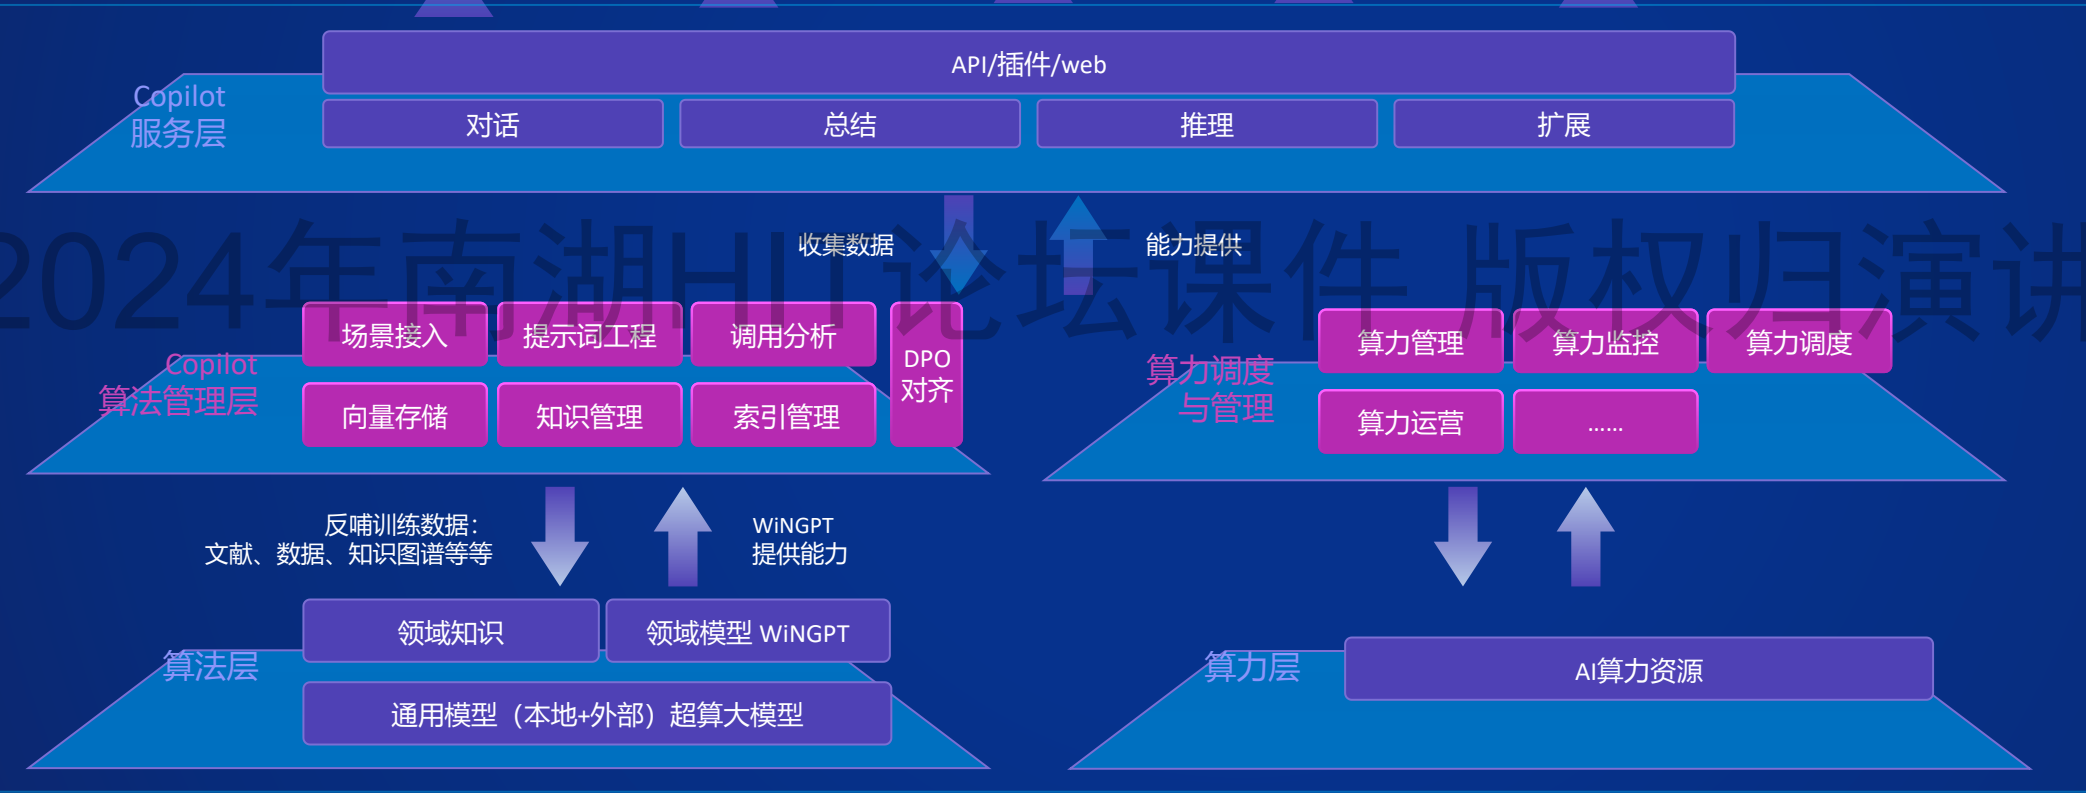 API/插件/web
Copilot
服务层
对话
总结
推理
扩展
收集数据
能力提供
2024年南湖HIT论坛课件 版权归演讲
场景接入
提示词工程
调用分析
DPO
对齐
Copilot
算法管理层
向量存储
知识管理
索引管理
算力管理
算力监控
算力调度
算力调度
与管理
算力运营
......
反哺训练数据：
文献、数据、知识图谱等等
WiNGPT
提供能力
领域知识
领域模型 WiNGPT
算法层
通用模型（本地+外部）超算大模型
算力层
AI算力资源